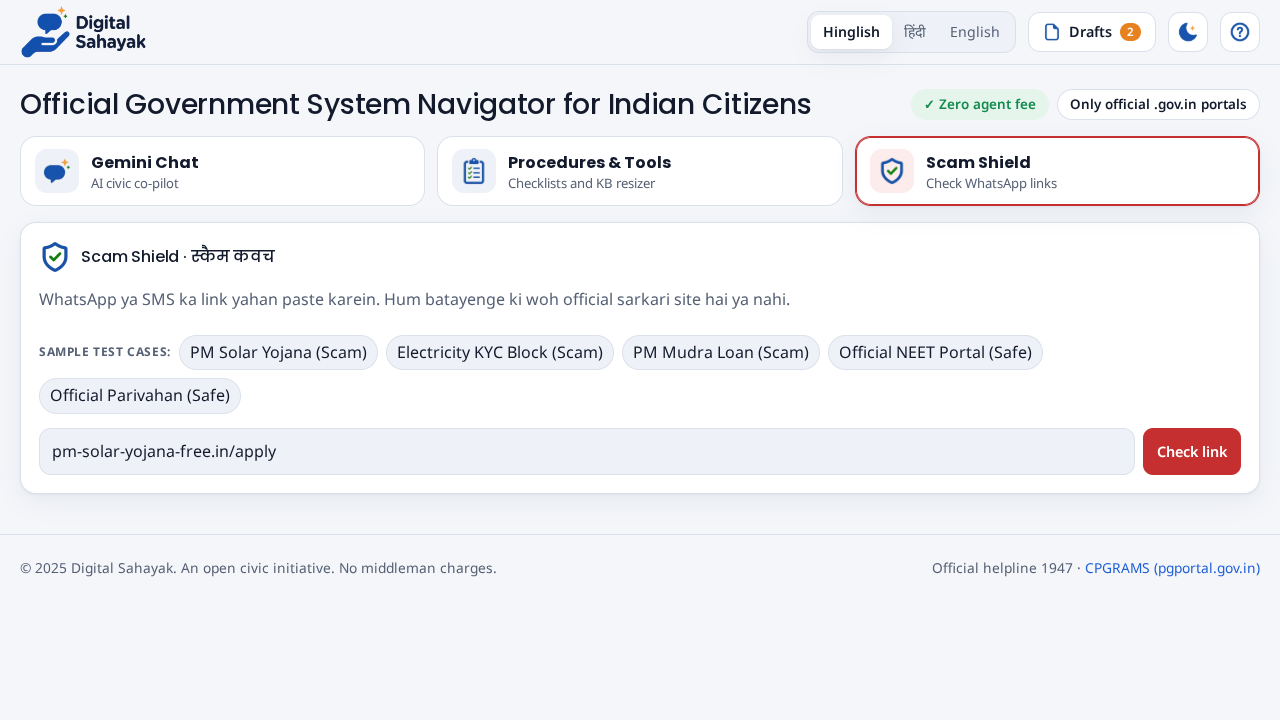 Digital
Sahayak
Hinglish
हिंदी
English
Drafts
2
Official Government System Navigator for Indian Citizens
✓ Zero agent fee
Only official .gov.in portals
Gemini Chat
AI civic co-pilot
Procedures & Tools
Checklists and KB resizer
Scam Shield
Check WhatsApp links
Scam Shield · स्कैम कवच
WhatsApp ya SMS ka link yahan paste karein. Hum batayenge ki woh official sarkari site hai ya nahi.
SAMPLE TEST CASES:
PM Solar Yojana (Scam)
Electricity KYC Block (Scam)
PM Mudra Loan (Scam)
Official NEET Portal (Safe)
Official Parivahan (Safe)
pm-solar-yojana-free.in/apply
Check link
© 2025 Digital Sahayak. An open civic initiative. No middleman charges.
Official helpline 1947 · CPGRAMS (pgportal.gov.in)